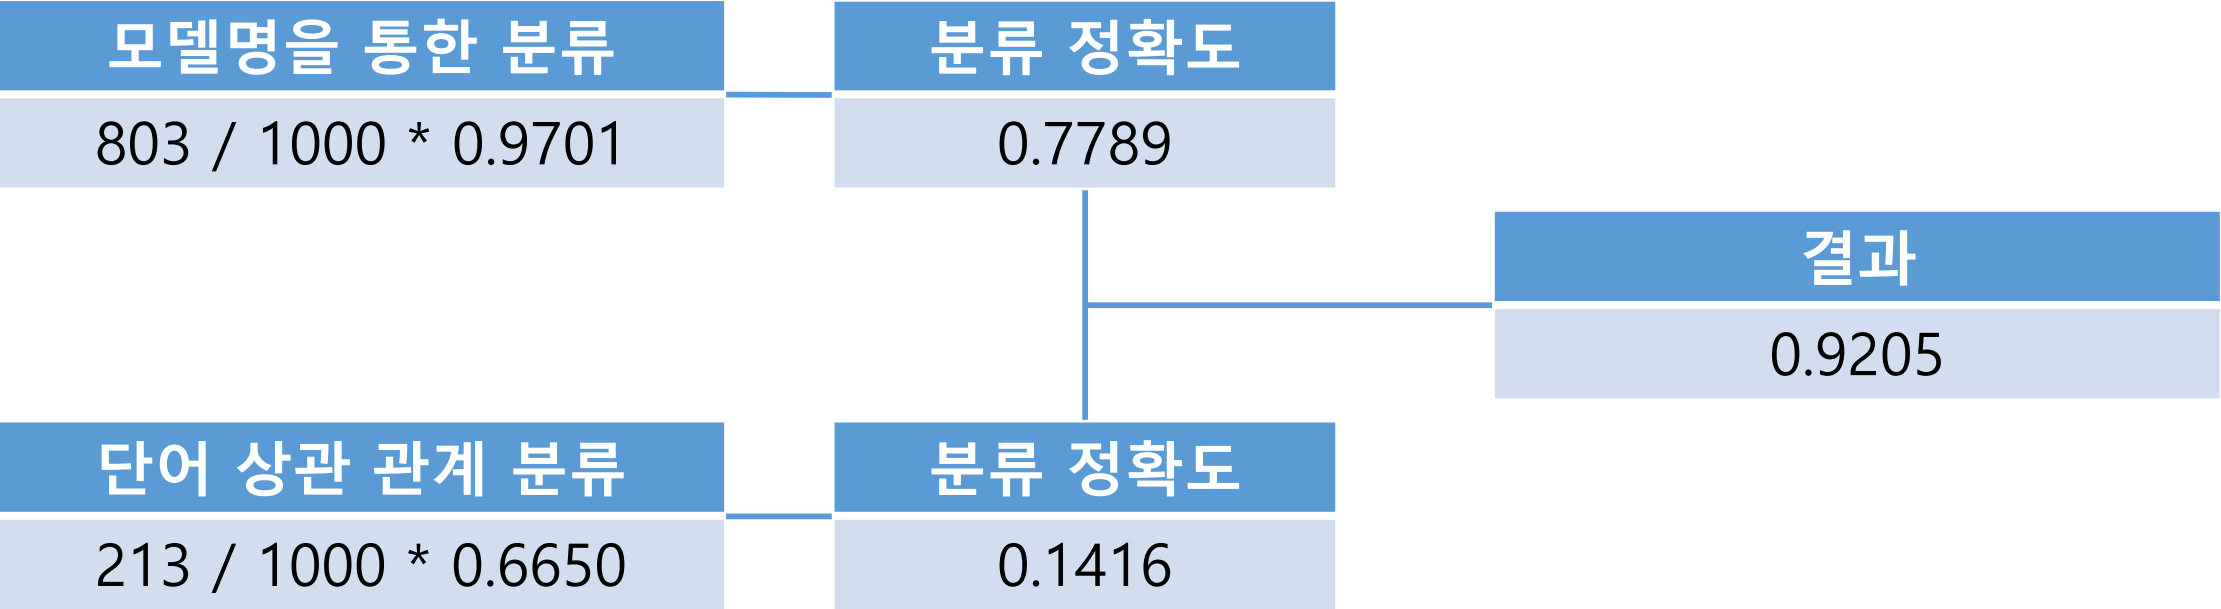 모델명을 통한 분류
803 / 1000 * 0.9701
분류 정확도
0.7789
결과
0.9205
단어 상관 관계 분류
213 / 1000 * 0.6650
분류 정확도
0.1416